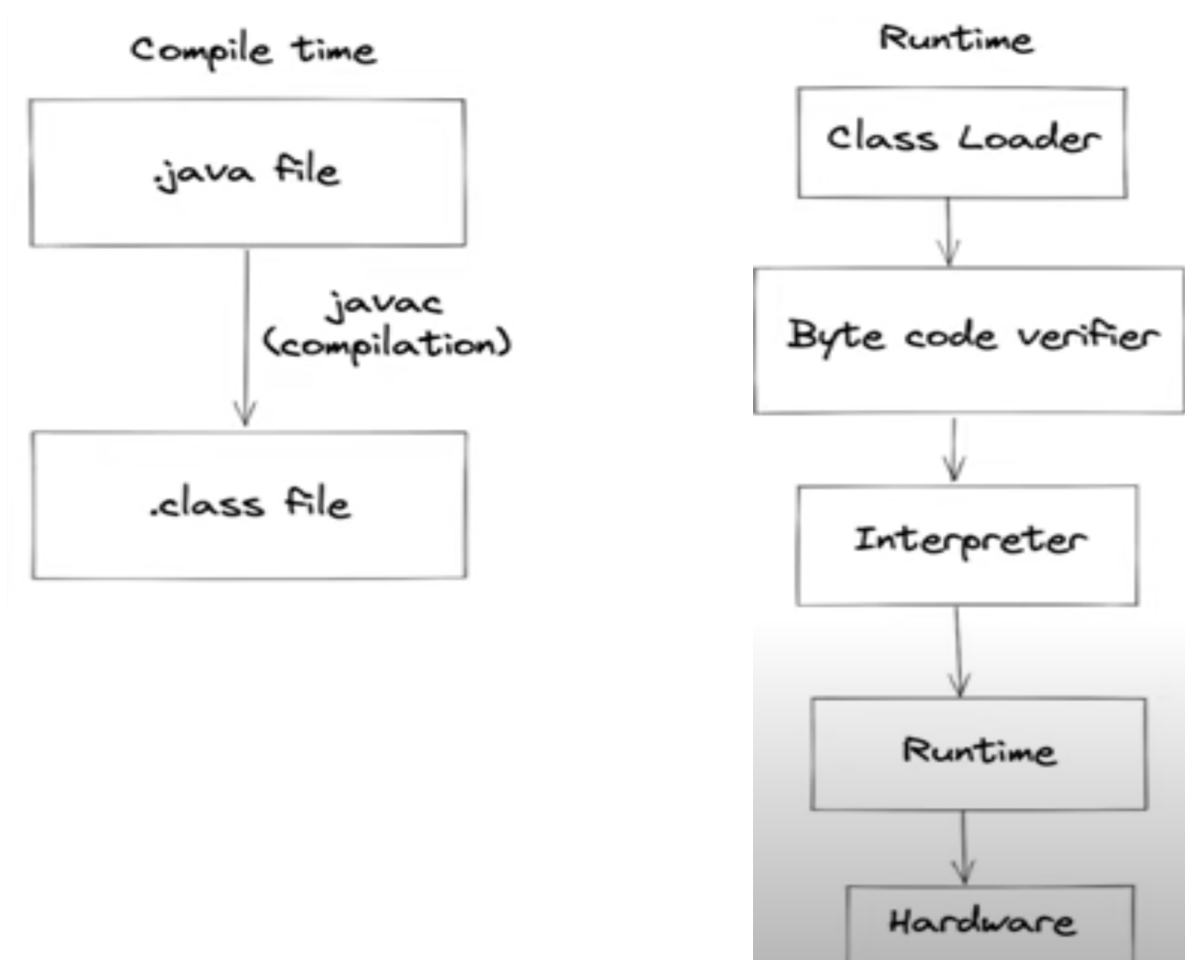 Compile time
.java file
javac
(compilation)
.class file
Runtime
Class Loader
Byte code verifier
Interpreter
Runtime
Hardware